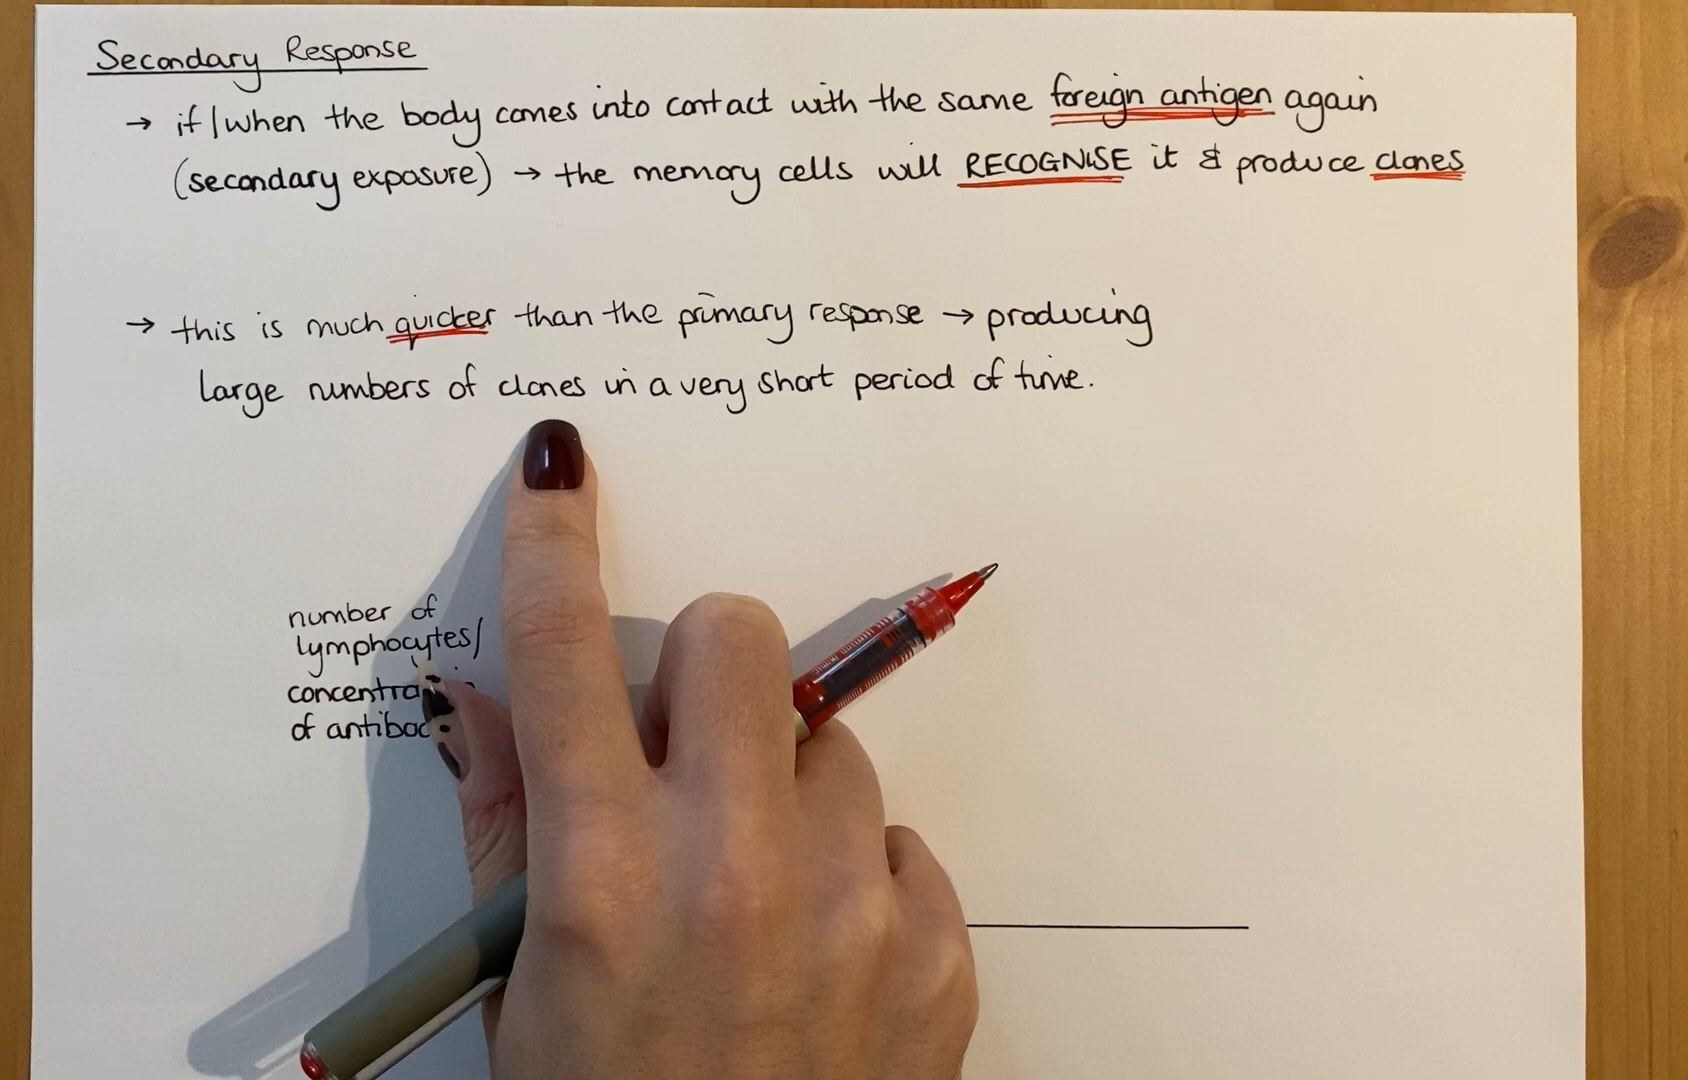 Secondary Response
→ if/when the body comes into contact with the same foreign antigen again
(secondary exposure) → the memory cells will RECOGNISE it & produce clones
→ this is much quicker than the primary response → producing
large numbers of clones in a very short period of time.
number of
lymphocytes/
of